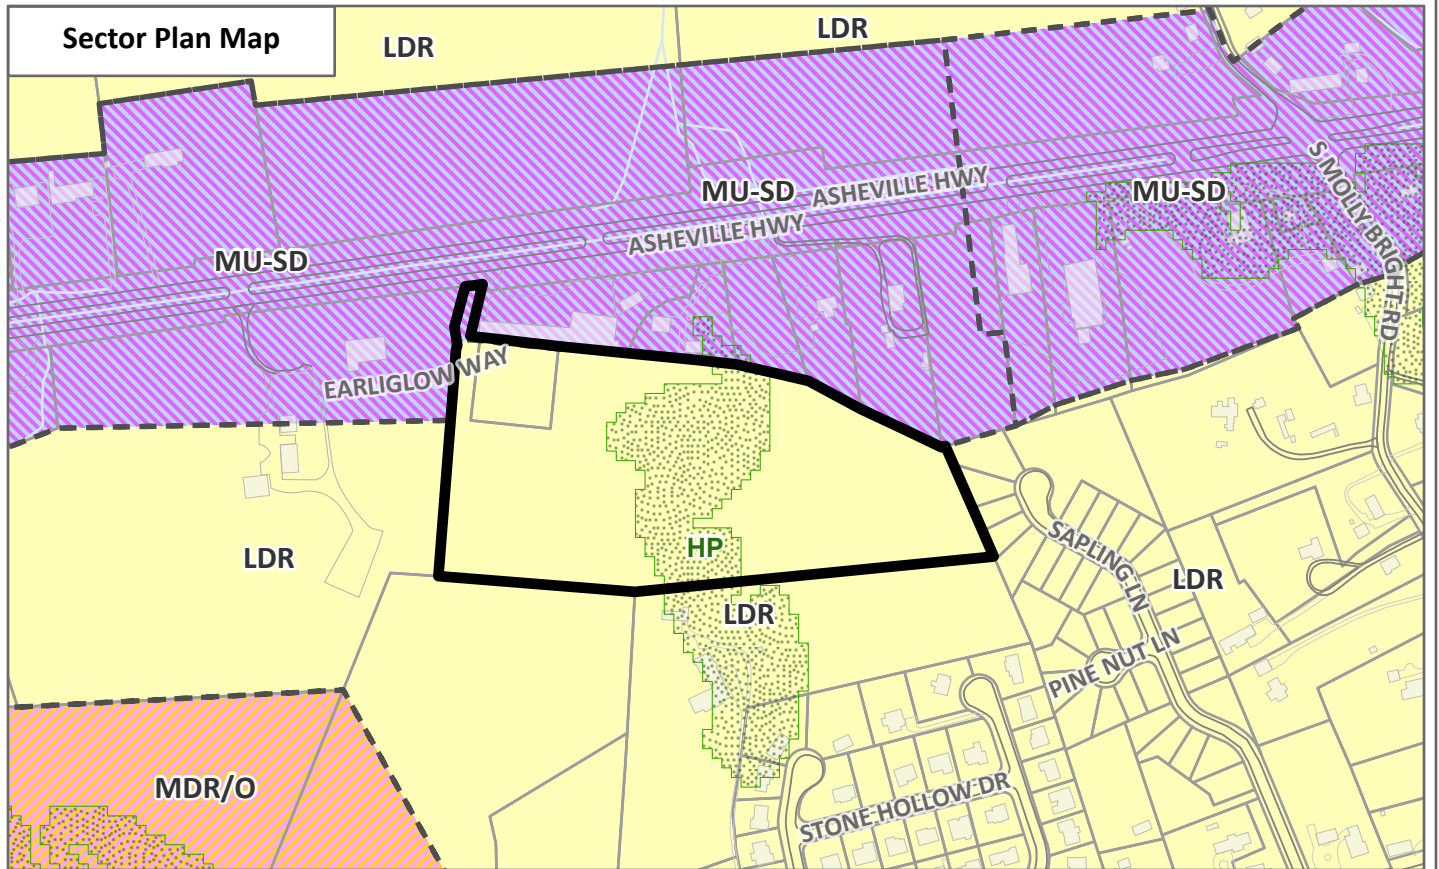 Sector Plan Map
LDR
LDR
MU-SD
ASHEVILLE HWY
MU-SD
S MOLLY BRIGHT RD
ASHEVILLE HWY
MU-SD
EARLIGLOW WAY
LDR
HP
SAPLING LN
LDR
LDR
PINE NUT LN
MDR/O
STONE HOLLOW DR